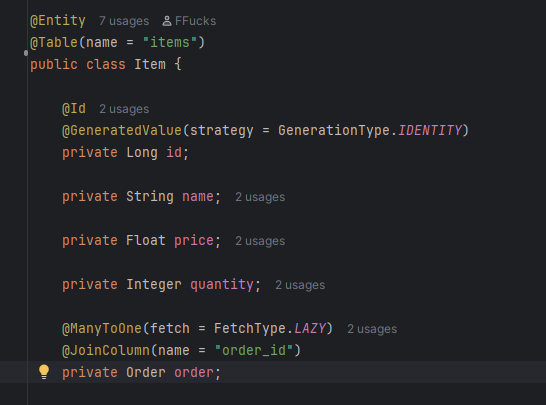 @Entity 7 usages FFucks
@Table(name = "items")
public class Item {
@Id 2 usages
@GeneratedValue(strategy = GenerationType.IDENTITY)
private Long id;
private String name; 2 usages
private Float price; 2 usages
private Integer quantity; 2 usages
@ManyToOne(fetch = FetchType.LAZY) 2 usages
@JoinColumn(name = "order_id")
private Order order;